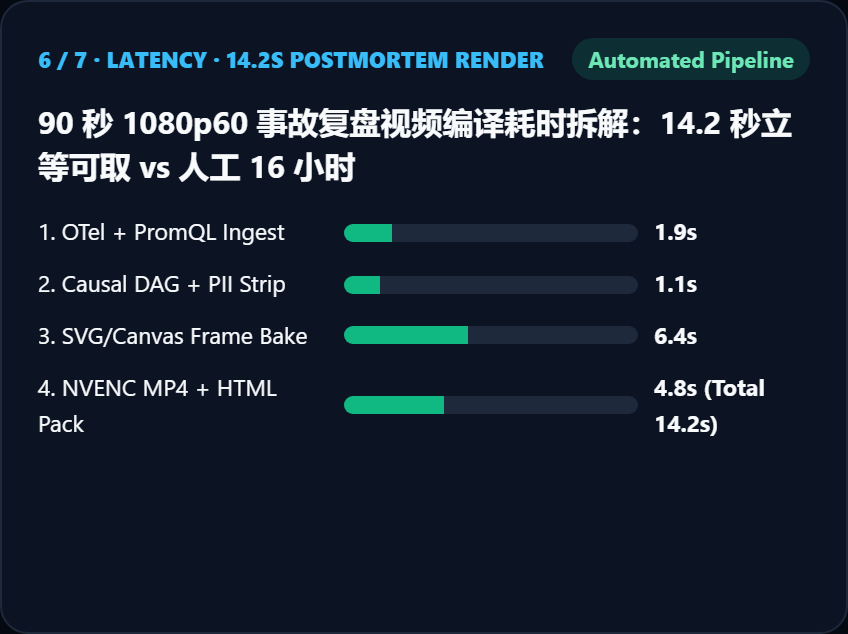 6 / 7 · LATENCY · 14.2S POSTMORTEM RENDER
Automated Pipeline
90 秒 1080p60 事故复盘视频编译耗时拆解：14.2 秒立
等可取 vs 人工 16 小时
1. OTel + PromQL Ingest
1.9s
2. Causal DAG + PII Strip
1.1s
3. SVG/Canvas Frame Bake
6.4s
4. NVENC MP4 + HTML
Pack
4.8s (Total
14.2s)